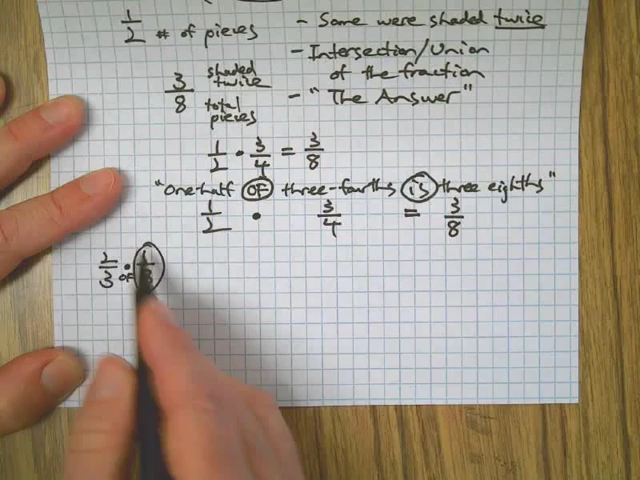 1/2 # of pieces - Some were shaded twice
- Intersection/Union
of the fraction
3/8 shaded twice total pieces - "The Answer"
1/2 · 3/4 = 3/8
"One-half of three-fourths is three eighths"
1/2 · 3/4 = 3/8
2/3 · of 1/3